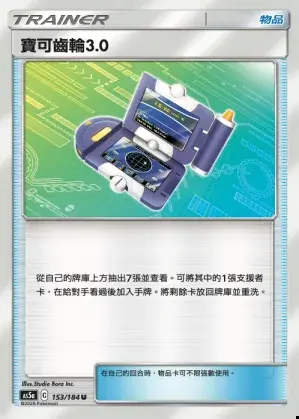 TRAINER
物品
寶可齒輪3.0
從自己的牌庫上方抽出7張並查看。可將其中的1張支援者
卡，在給對手看過後加入手牌。將剩餘卡放回牌庫並重洗。
Illus. Studio Bora Inc.
AS5a C 153/184 U
©2020 Pokémon
在自己的回合時，物品卡可不限張數使用。